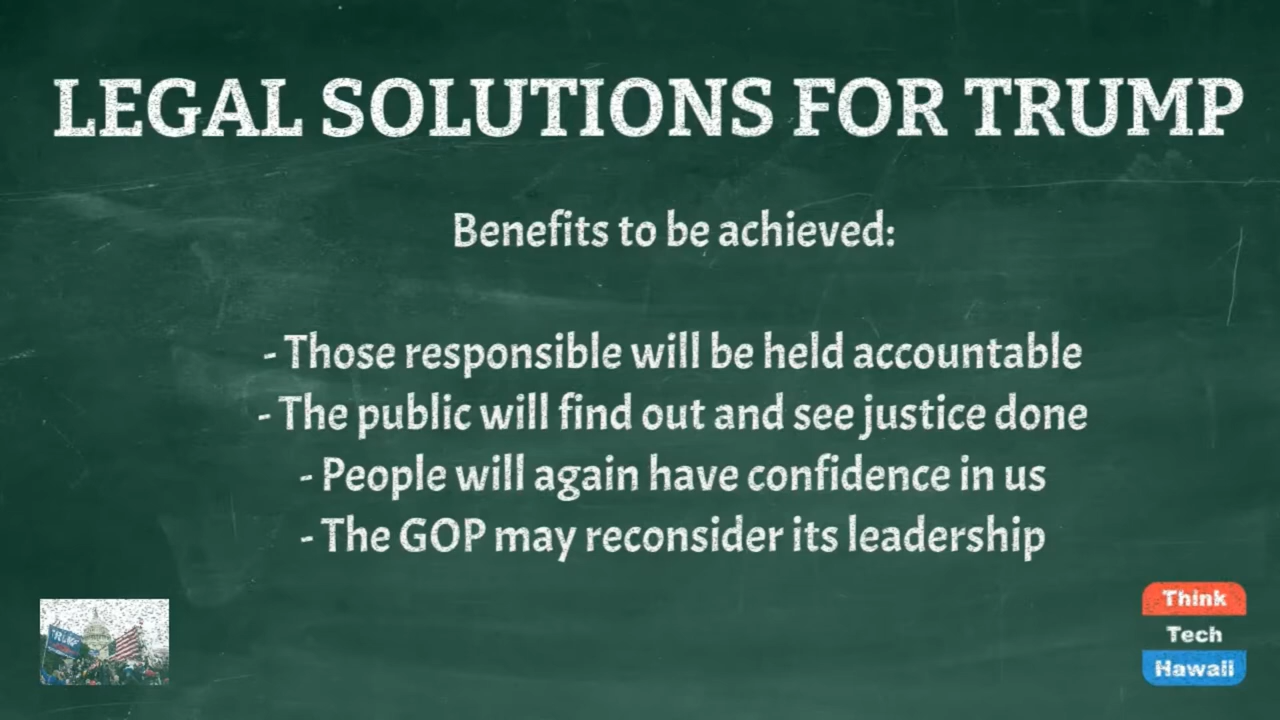 LEGAL SOLUTIONS FOR TRUMP
Benefits to be achieved:
- Those responsible will be held accountable
- The public will find out and see justice done
- People will again have confidence in us
- The GOP may reconsider its leadership
TRUMP
Think
Tech
Hawaii